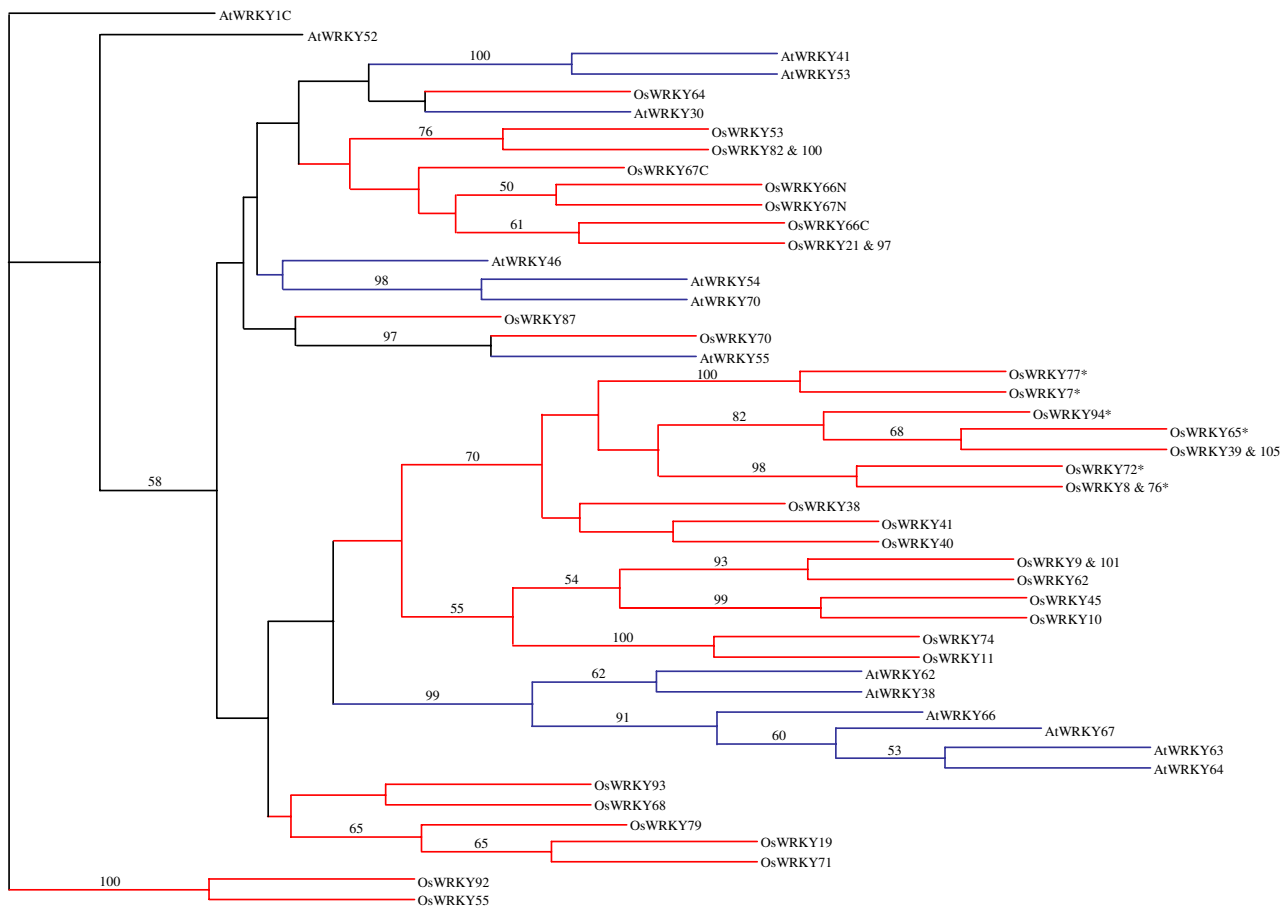 AtWRKY1C
AtWRKY52
100
AtWRKY41
AtWRKY53
OsWRKY64
AtWRKY30
76
OsWRKY53
OsWRKY82 & 100
OsWRKY67C
50
OsWRKY66N
OsWRKY67N
61
OsWRKY66C
OsWRKY21 & 97
AtWRKY46
98
AtWRKY54
AtWRKY70
OsWRKY87
97
OsWRKY70
AtWRKY55
100
OsWRKY77*
OsWRKY7*
82
OsWRKY94*
68
OsWRKY65*
OsWRKY39 & 105
70
98
OsWRKY72*
OsWRKY8 & 76*
58
OsWRKY38
OsWRKY41
OsWRKY40
93
OsWRKY9 & 101
54
OsWRKY62
99
OsWRKY45
55
OsWRKY10
100
OsWRKY74
OsWRKY11
62
AtWRKY62
99
AtWRKY38
91
AtWRKY66
60
AtWRKY67
53
AtWRKY63
AtWRKY64
OsWRKY93
OsWRKY68
65
OsWRKY79
65
OsWRKY19
OsWRKY71
100
OsWRKY92
OsWRKY55